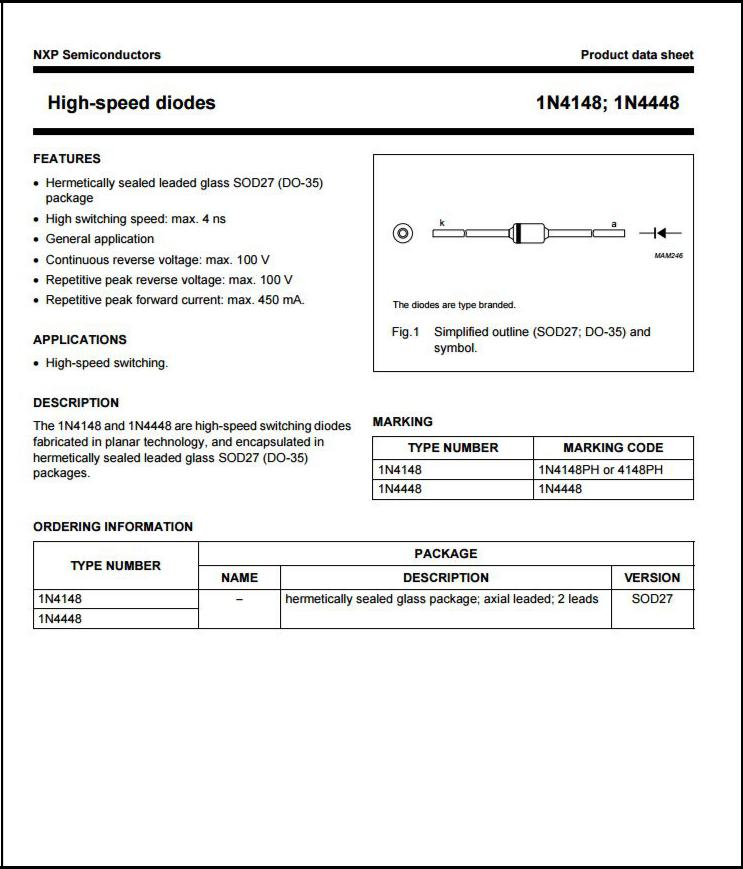 NXP Semiconductors
Product data sheet
High-speed diodes
1N4148; 1N4448
FEATURES
• Hermetically sealed leaded glass SOD27 (DO-35)
package
• High switching speed: max. 4 ns
• General application
• Continuous reverse voltage: max. 100 V
• Repetitive peak reverse voltage: max. 100 V
• Repetitive peak forward current: max. 450 mA.
APPLICATIONS
• High-speed switching.
DESCRIPTION
The 1N4148 and 1N4448 are high-speed switching diodes
fabricated in planar technology, and encapsulated in
hermetically sealed leaded glass SOD27 (DO-35)
packages.
k
a
MAM246
The diodes are type branded.
Fig.1 Simplified outline (SOD27; DO-35) and
symbol.
MARKING
TYPE NUMBER MARKING CODE
1N4148 1N4148PH or 4148PH
1N4448 1N4448
ORDERING INFORMATION
TYPE NUMBER
PACKAGE
NAME DESCRIPTION VERSION
1N4148 – hermetically sealed glass package; axial leaded; 2 leads SOD27
1N4448